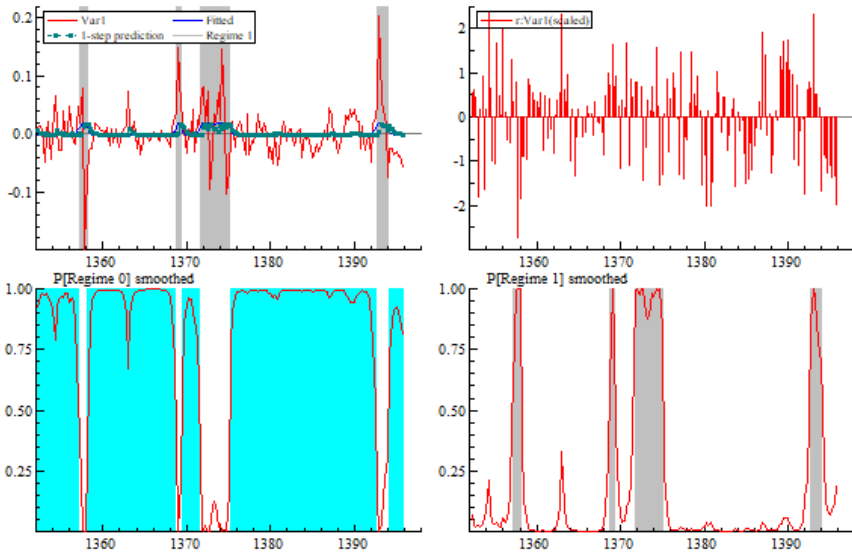 Var1 Fitted
1-step prediction Regime 1
0.2
0.1
0.0
-0.1
1360 1370 1380 1390
r:Var1(scaled)
2
1
0
-1
-2
1360 1370 1380 1390
P[Regime 0] smoothed
1.00
0.75
0.50
0.25
1360 1370 1380 1390
P[Regime 1] smoothed
1.00
0.75
0.50
0.25
1360 1370 1380 1390